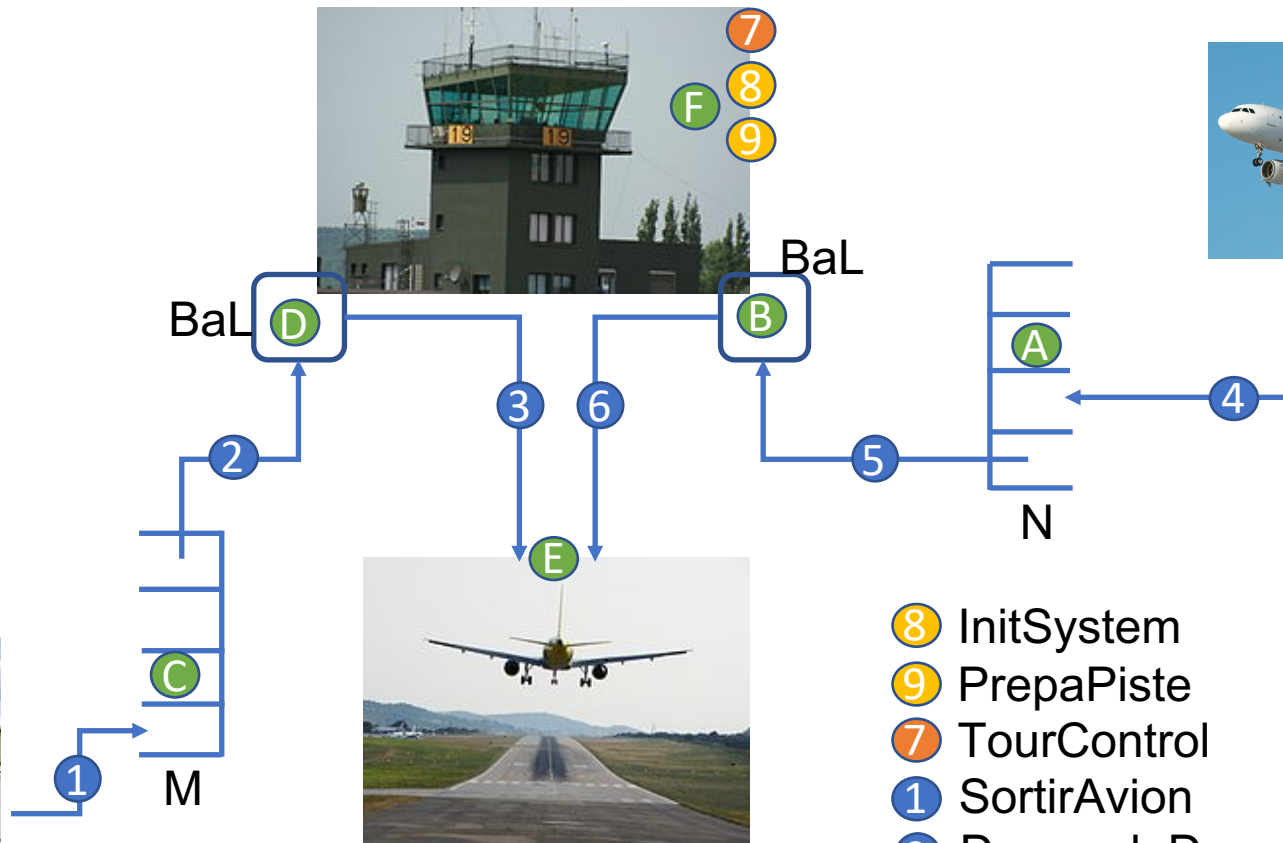 7
8
F
9
19
19
BaL
BaL
D
B
A
3
6
4
2
5
N
E
C
1
M
8 InitSystem
9 PrepaPiste
7 TourControl
1 SortirAvion